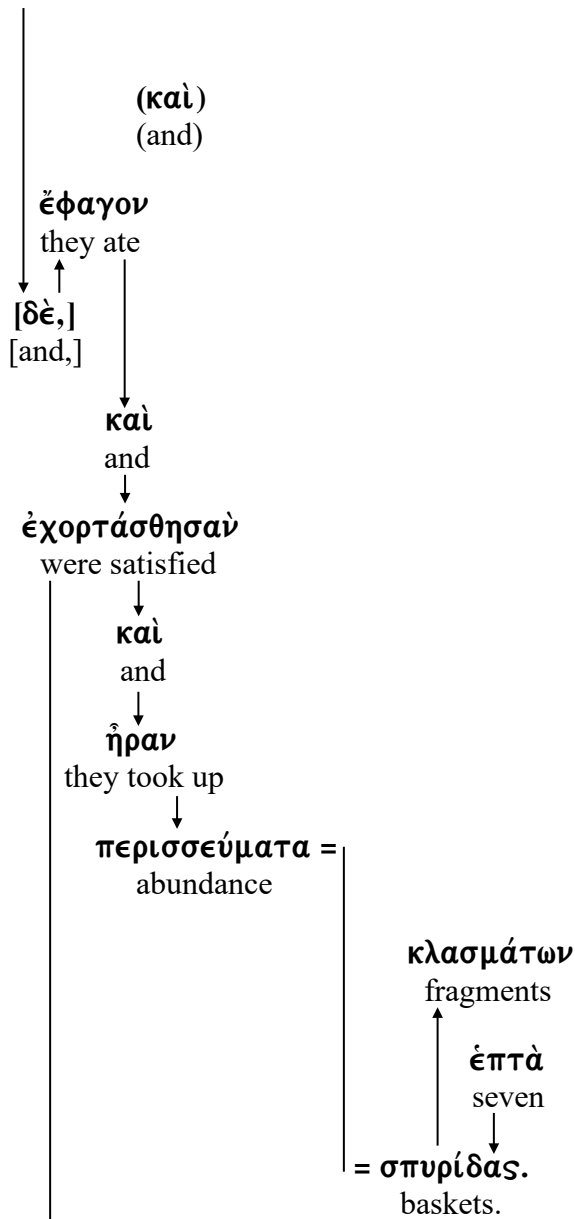 (καὶ)
(and)
ἔφαγον
they ate
[δὲ,]
[and,]
καὶ
and
ἐχορτάσθησαν̀
were satisfied
καὶ
and
ἦραν
they took up
περισσεύματα =
abundance
κλασμάτων
fragments
ἑπτὰ
seven
= σπυρίδας.
baskets.